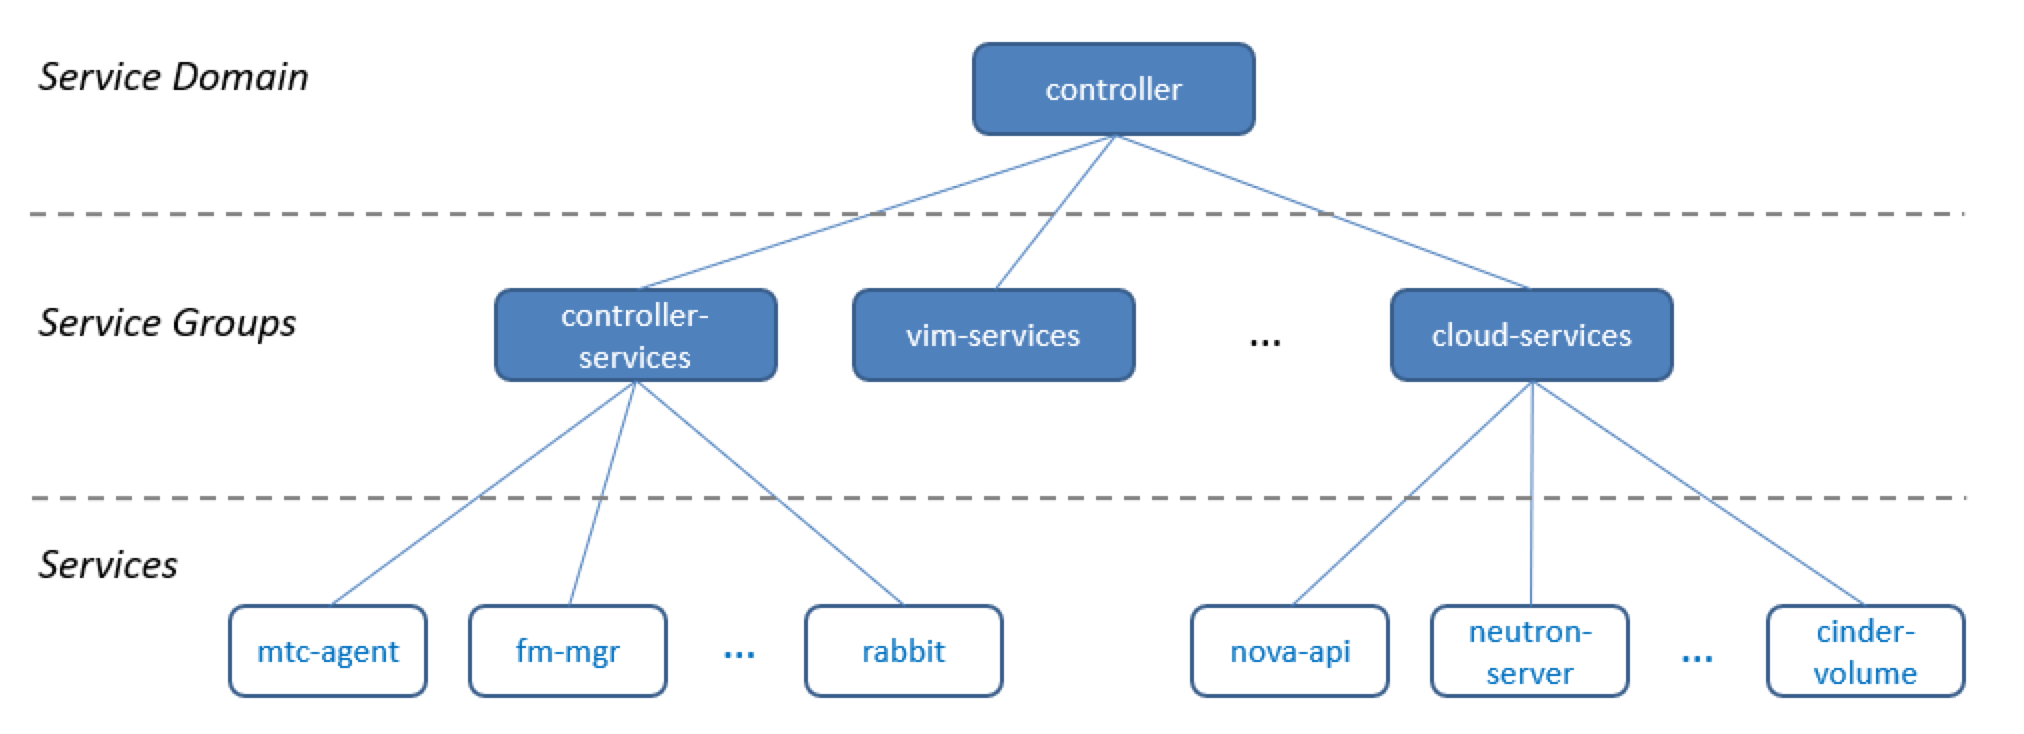 Service Domain
controller
Service Groups
controller-
services
vim-services
...
cloud-services
Services
mtc-agent
fm-mgr
...
rabbit
nova-api
neutron-
server
...
cinder-
volume